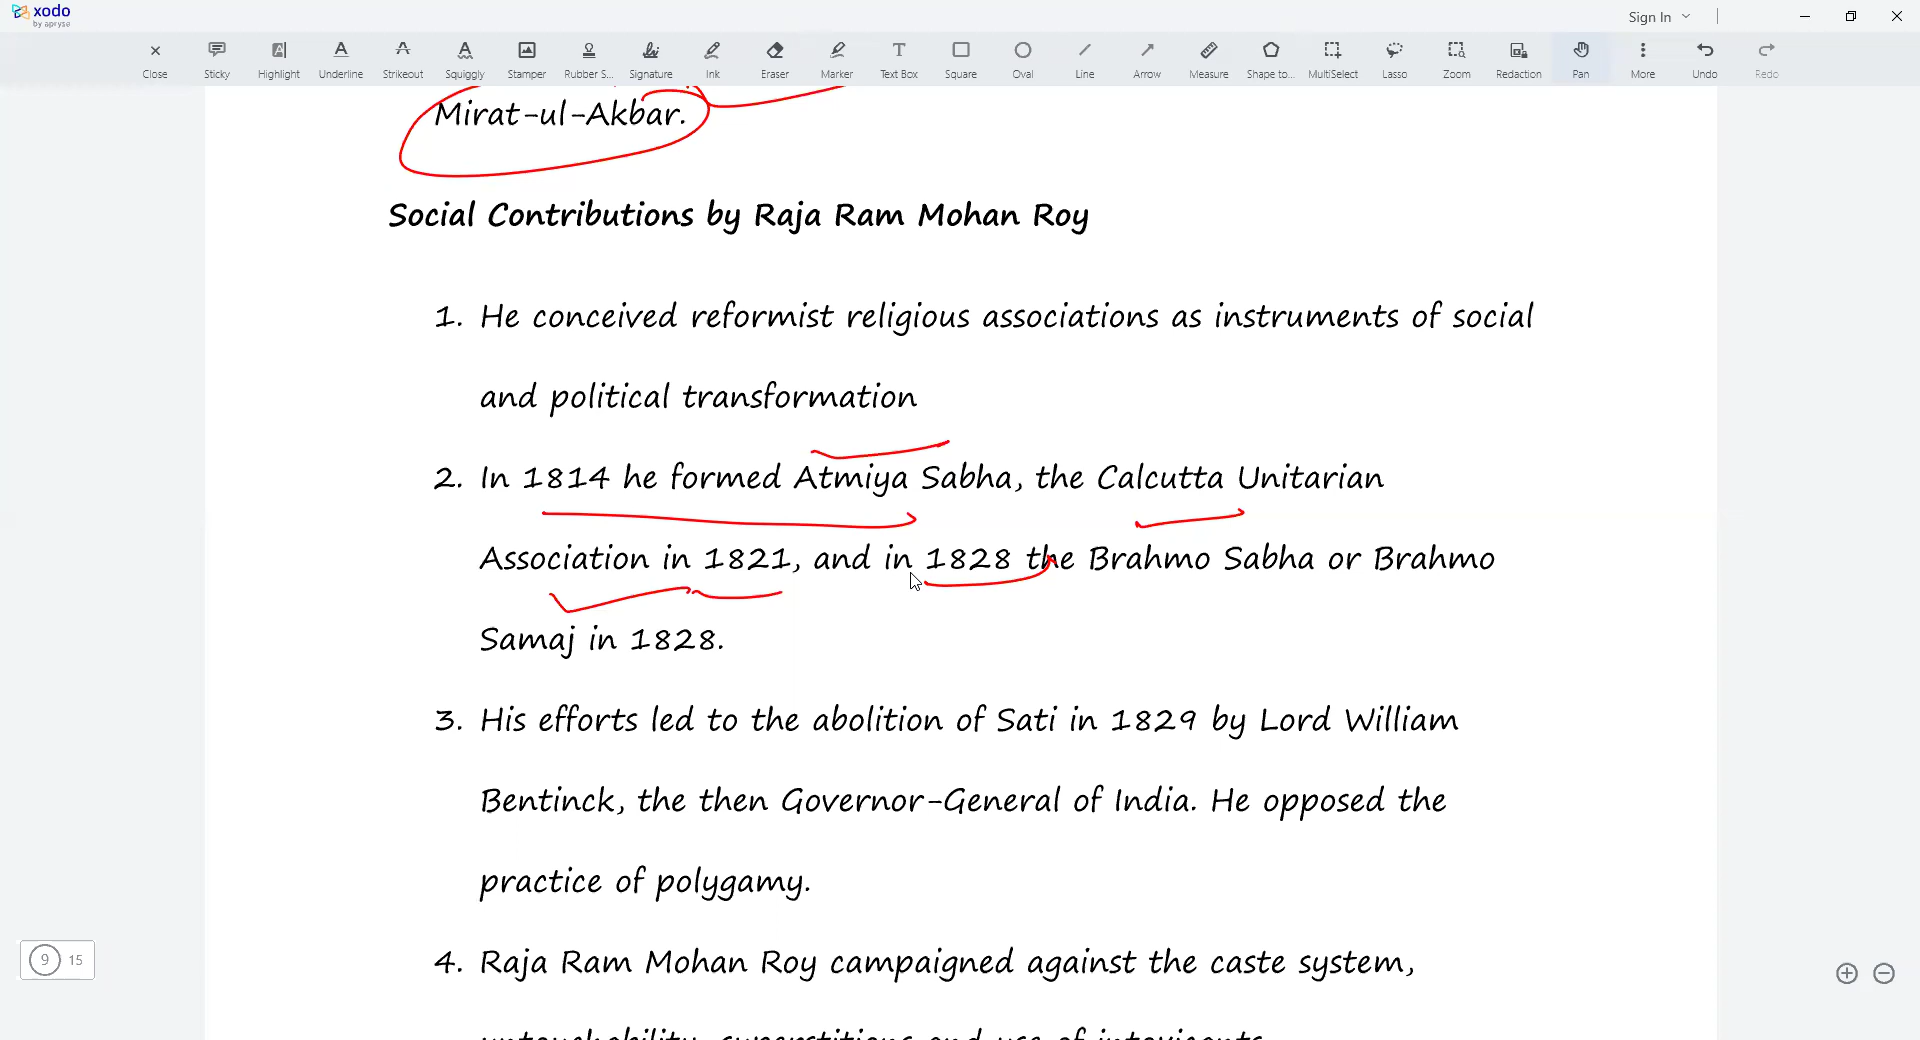 xodo
by apryse
Sign In
Close
Sticky
Highlight
Underline
Strikeout
Squiggly
Stamper
Rubber S...
Signature
Ink
Eraser
Marker
Text Box
Square
Oval
Line
Arrow
Measure
Shape to...
MultiSelect
Lasso
Zoom
Redaction
Pan
More
Undo
Redo
Mirat-ul-Akbar.
Social Contributions by Raja Ram Mohan Roy
1. He conceived reformist religious associations as instruments of social
and political transformation
2. In 1814 he formed Atmiya Sabha, the Calcutta Unitarian
Association in 1821, and in 1828 the Brahmo Sabha or Brahmo
Samaj in 1828.
3. His efforts led to the abolition of Sati in 1829 by Lord William
Bentinck, the then Governor-General of India. He opposed the
practice of polygamy.
4. Raja Ram Mohan Roy campaigned against the caste system,
untouchability, superstitions and use of intoxicants
9 15